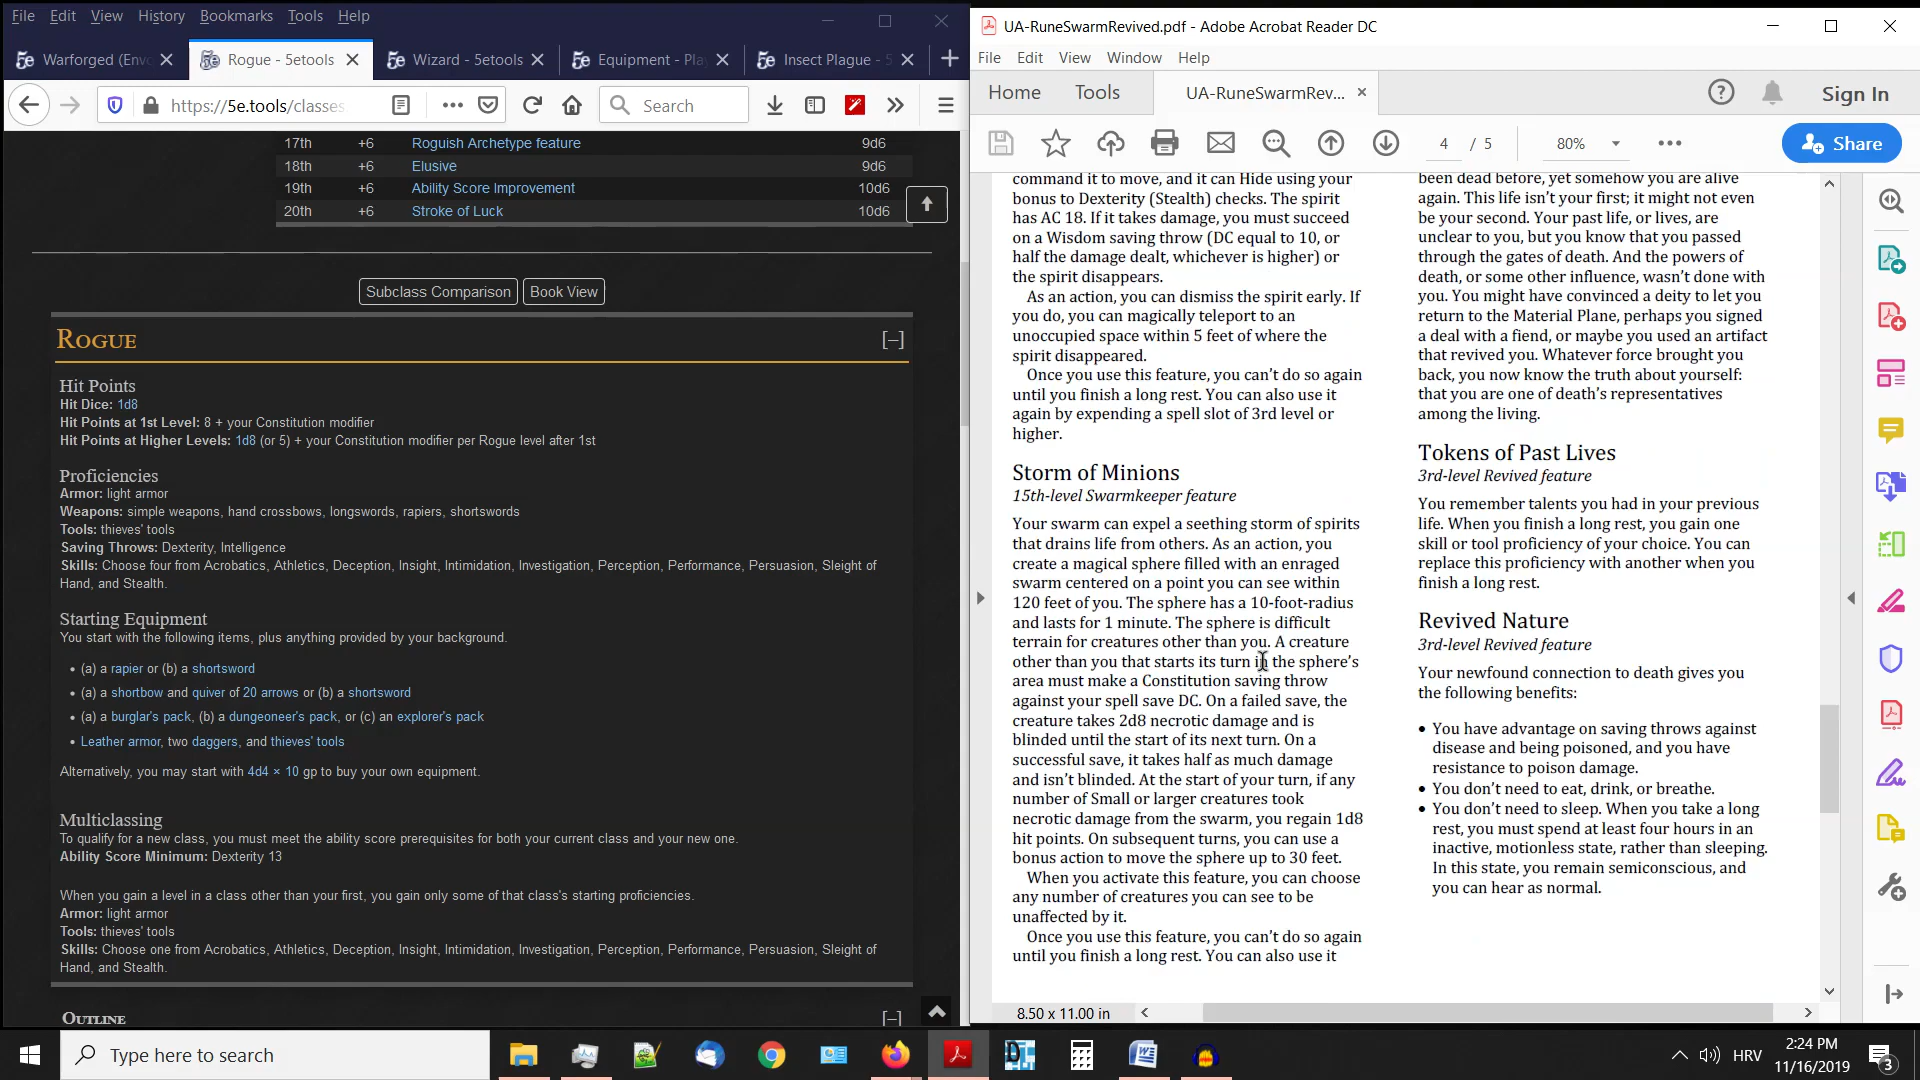 File Edit View History Bookmarks Tools Help
Warforged (Env
Rogue - 5etools
Wizard - 5etools
Equipment - Pla
Insect Plague - 5
https://5e.tools/classes
Search
17th +6 Roguish Archetype feature 9d6
18th +6 Elusive 9d6
19th +6 Ability Score Improvement 10d6
20th +6 Stroke of Luck 10d6
Subclass Comparison Book View
Rogue [–]
Hit Points
Hit Dice: 1d8
Hit Points at 1st Level: 8 + your Constitution modifier
Hit Points at Higher Levels: 1d8 (or 5) + your Constitution modifier per Rogue level after 1st
Proficiencies
Armor: light armor
Weapons: simple weapons, hand crossbows, longswords, rapiers, shortswords
Tools: thieves' tools
Saving Throws: Dexterity, Intelligence
Skills: Choose four from Acrobatics, Athletics, Deception, Insight, Intimidation, Investigation, Perception, Performance, Persuasion, Sleight of
Hand, and Stealth.
Starting Equipment
You start with the following items, plus anything provided by your background.
• (a) a rapier or (b) a shortsword
• (a) a shortbow and quiver of 20 arrows or (b) a shortsword
• (a) a burglar's pack, (b) a dungeoneer's pack, or (c) an explorer's pack
• Leather armor, two daggers, and thieves' tools
Alternatively, you may start with 4d4 × 10 gp to buy your own equipment.
Multiclassing
To qualify for a new class, you must meet the ability score prerequisites for both your current class and your new one.
Ability Score Minimum: Dexterity 13
When you gain a level in a class other than your first, you gain only some of that class's starting proficiencies.
Armor: light armor
Tools: thieves' tools
Skills: Choose one from Acrobatics, Athletics, Deception, Insight, Intimidation, Investigation, Perception, Performance, Persuasion, Sleight of
Hand, and Stealth.
Outline [–]
UA-RuneSwarmRevived.pdf - Adobe Acrobat Reader DC
File Edit View Window Help
Home Tools UA-RuneSwarmRev... × Sign In
4 / 5 80% Share
command it to move, and it can Hide using your
bonus to Dexterity (Stealth) checks. The spirit
has AC 18. If it takes damage, you must succeed
on a Wisdom saving throw (DC equal to 10, or
half the damage dealt, whichever is higher) or
the spirit disappears.
As an action, you can dismiss the spirit early. If
you do, you can magically teleport to an
unoccupied space within 5 feet of where the
spirit disappeared.
Once you use this feature, you can't do so again
until you finish a long rest. You can also use it
again by expending a spell slot of 3rd level or
higher.
Storm of Minions
15th-level Swarmkeeper feature
Your swarm can expel a seething storm of spirits
that drains life from others. As an action, you
create a magical sphere filled with an enraged
swarm centered on a point you can see within
120 feet of you. The sphere has a 10-foot-radius
and lasts for 1 minute. The sphere is difficult
terrain for creatures other than you. A creature
other than you that starts its turn in the sphere's
area must make a Constitution saving throw
against your spell save DC. On a failed save, the
creature takes 2d8 necrotic damage and is
blinded until the start of its next turn. On a
successful save, it takes half as much damage
and isn't blinded. At the start of your turn, if any
number of Small or larger creatures took
necrotic damage from the swarm, you regain 1d8
hit points. On subsequent turns, you can use a
bonus action to move the sphere up to 30 feet.
When you activate this feature, you can choose
any number of creatures you can see to be
unaffected by it.
Once you use this feature, you can't do so again
until you finish a long rest. You can also use it
been dead before, yet somehow you are alive
again. This life isn't your first; it might not even
be your second. Your past life, or lives, are
unclear to you, but you know that you passed
through the gates of death. And the powers of
death, or some other influence, wasn't done with
you. You might have convinced a deity to let you
return to the Material Plane, perhaps you signed
a deal with a fiend, or maybe you used an artifact
that revived you. Whatever force brought you
back, you now know the truth about yourself:
that you are one of death's representatives
among the living.
Tokens of Past Lives
3rd-level Revived feature
You remember talents you had in your previous
life. When you finish a long rest, you gain one
skill or tool proficiency of your choice. You can
replace this proficiency with another when you
finish a long rest.
Revived Nature
3rd-level Revived feature
Your newfound connection to death gives you
the following benefits:
• You have advantage on saving throws against
disease and being poisoned, and you have
resistance to poison damage.
• You don't need to eat, drink, or breathe.
• You don't need to sleep. When you take a long
rest, you must spend at least four hours in an
inactive, motionless state, rather than sleeping.
In this state, you remain semiconscious, and
you can hear as normal.
8.50 x 11.00 in
Type here to search
HRV
2:24 PM
11/16/2019
3